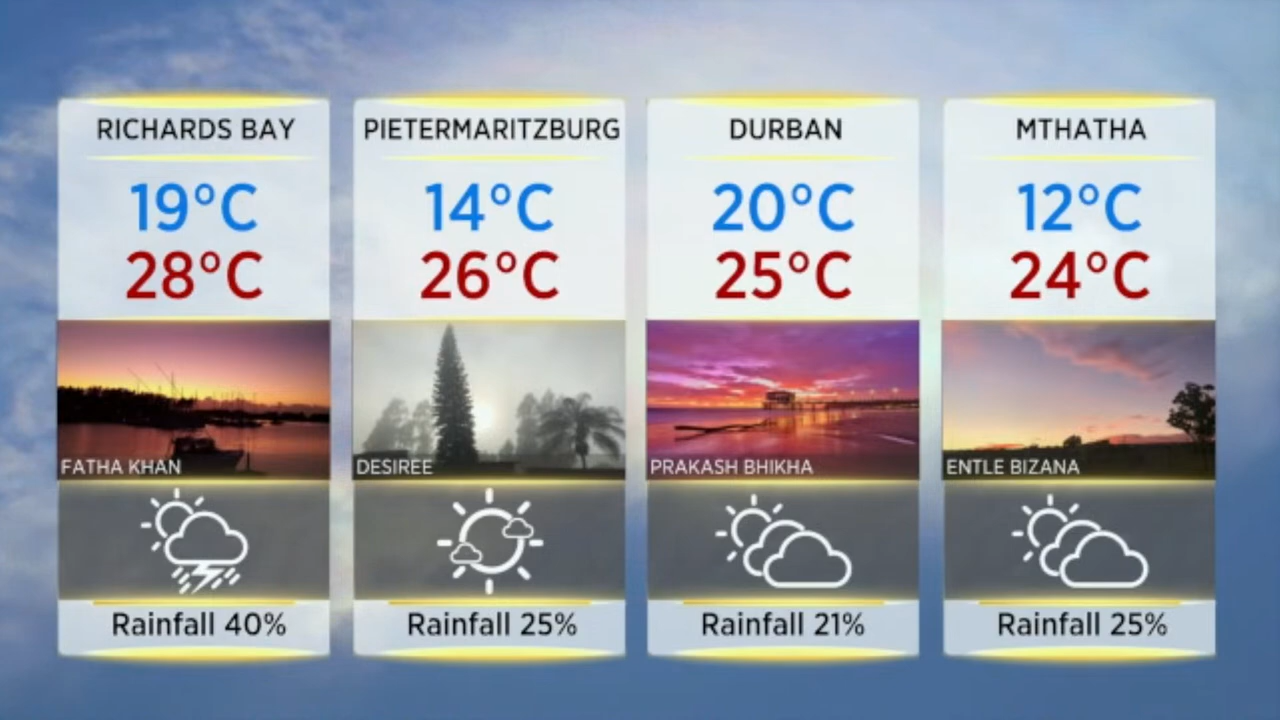 RICHARDS BAY
19°C
28°C
FATHA KHAN
Rainfall 40%
PIETERMARITZBURG
14°C
26°C
DESIREE
Rainfall 25%
DURBAN
20°C
25°C
PRAKASH BHIKHA
Rainfall 21%
MTHATHA
12°C
24°C
ENTLE BIZANA
Rainfall 25%